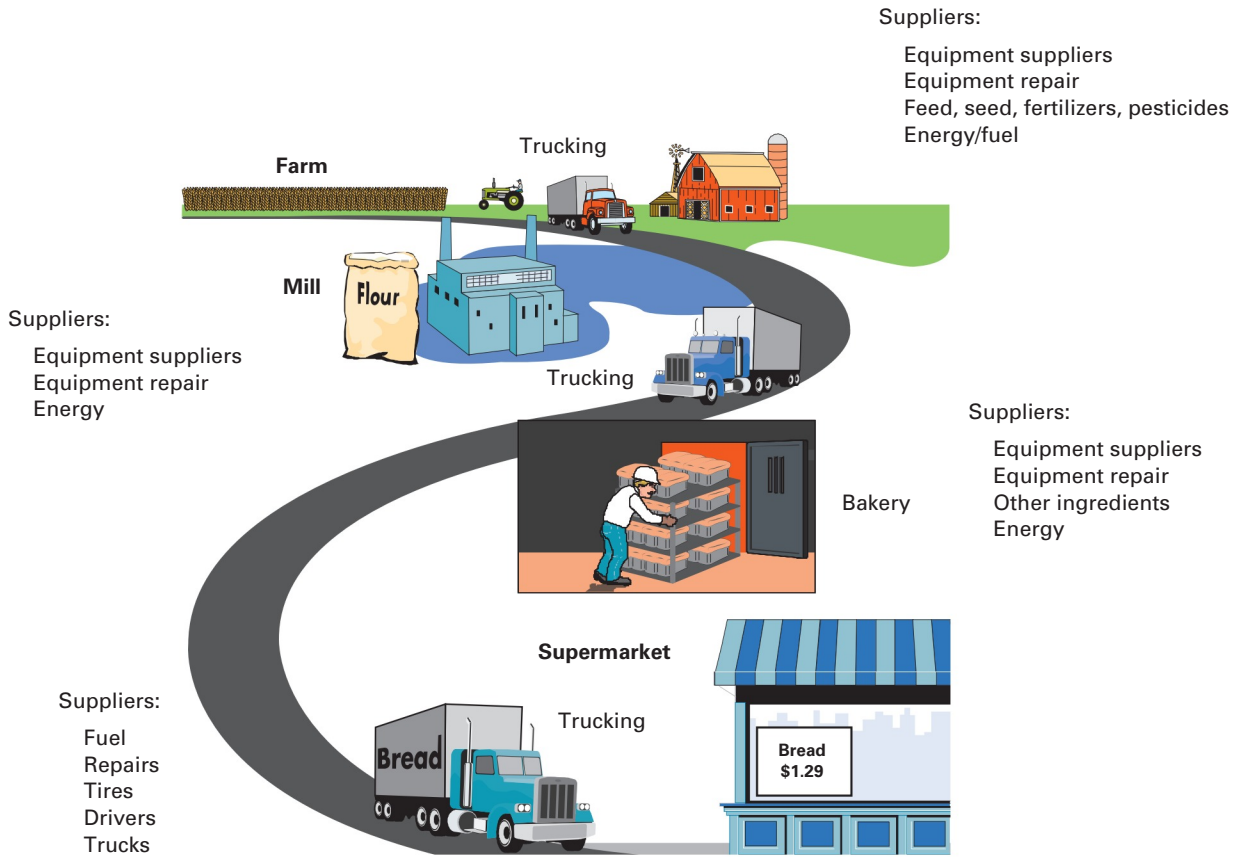 Suppliers:
Equipment suppliers
Equipment repair
Feed, seed, fertilizers, pesticides
Energy/fuel
Trucking
Farm
Mill
Flour
Suppliers:
Equipment suppliers
Equipment repair
Energy
Trucking
Suppliers:
Equipment suppliers
Equipment repair
Other ingredients
Energy
Bakery
Supermarket
Suppliers:
Fuel
Repairs
Tires
Drivers
Trucks
Trucking
Bread
Bread
$1.29